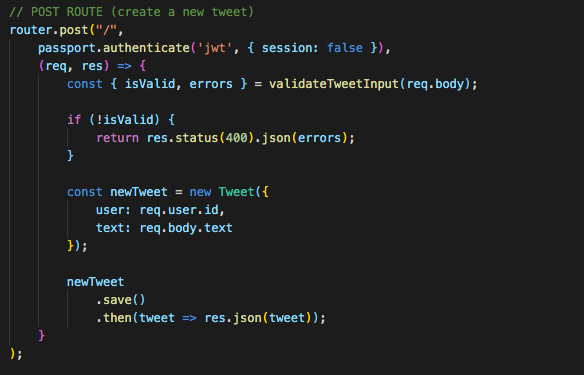 // POST ROUTE (create a new tweet)
router.post("/",
    passport.authenticate('jwt', { session: false }),
    (req, res) => {
        const { isValid, errors } = validateTweetInput(req.body);

        if (!isValid) {
            return res.status(400).json(errors);
        }

        const newTweet = new Tweet({
            user: req.user.id,
            text: req.body.text
        });

        newTweet
            .save()
            .then(tweet => res.json(tweet));
    }
);